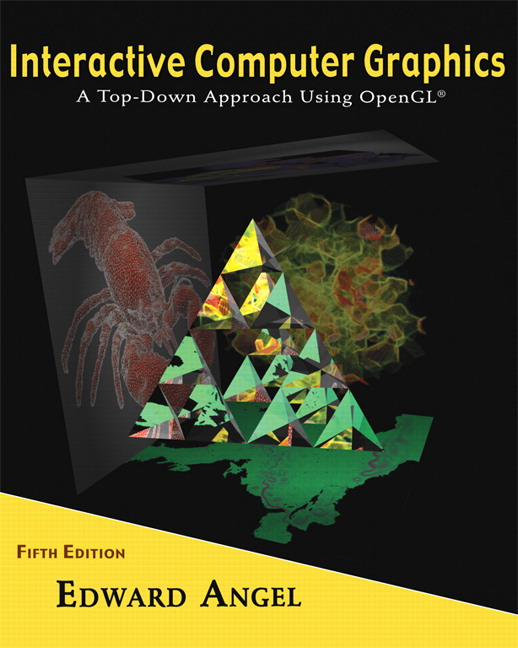 Interactive Computer Graphics
A Top-Down Approach Using OpenGL®
Fifth Edition
Edward Angel